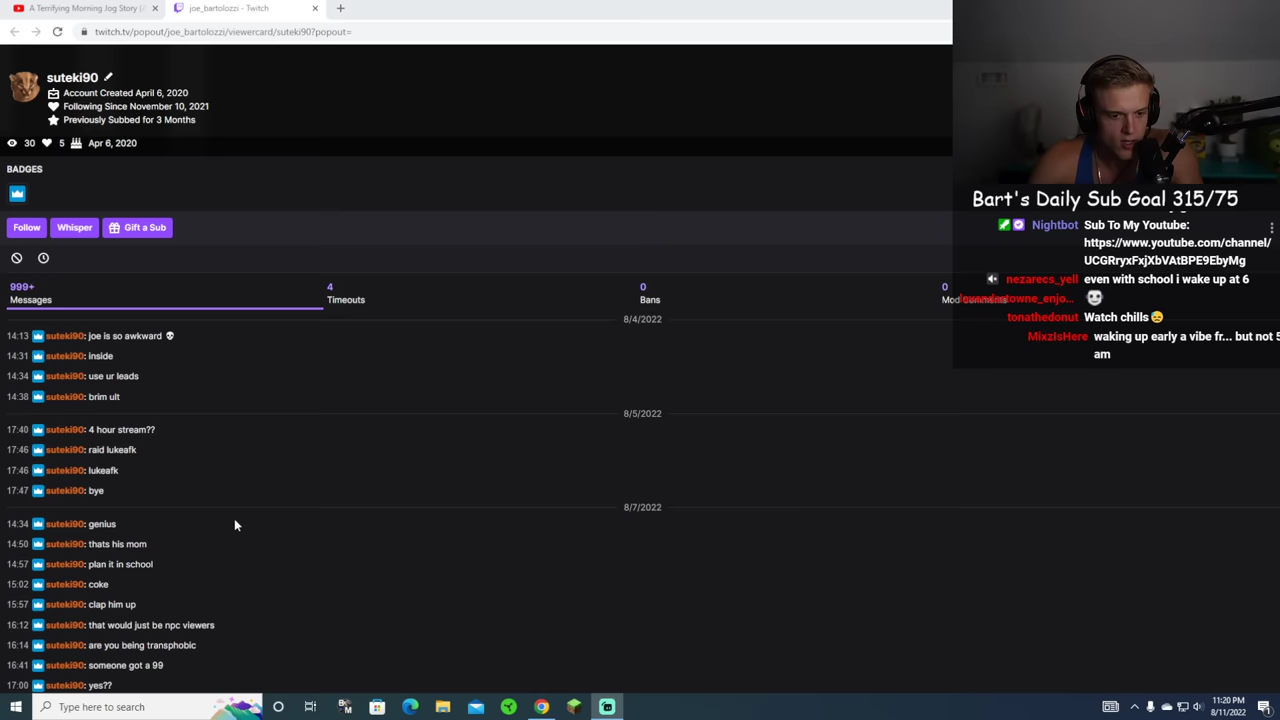 A Terrifying Morning Jog Story (
joe_bartolozzi - Twitch
twitch.tv/popout/joe_bartolozzi/viewercard/suteki90?popout=
suteki90
Account Created April 6, 2020
Following Since November 10, 2021
Previously Subbed for 3 Months
30 5 Apr 6, 2020
BADGES
Follow Whisper Gift a Sub
999+ 4 0 0
Messages Timeouts Bans Mod Comments
8/4/2022
14:13 suteki90: joe is so awkward 💀
14:31 suteki90: inside
14:34 suteki90: use ur leads
14:38 suteki90: brim ult
8/5/2022
17:40 suteki90: 4 hour stream??
17:46 suteki90: raid lukeafk
17:46 suteki90: lukeafk
17:47 suteki90: bye
8/7/2022
14:34 suteki90: genius
14:50 suteki90: thats his mom
14:57 suteki90: plan it in school
15:02 suteki90: coke
15:57 suteki90: clap him up
16:12 suteki90: that would just be npc viewers
16:14 suteki90: are you being transphobic
16:41 suteki90: someone got a 99
17:00 suteki90: yes??
Bart's Daily Sub Goal 315/75
Nightbot Sub To My Youtube:
https://www.youtube.com/channel/
UCGRryxFxjXbVAtBPE9EbyMg
nezarecs_yell even with school i wake up at 6
tonathedonut Watch chills😓
MixzIsHere waking up early a vibe fr... but not 5
am
Type here to search
11:20 PM
8/11/2022